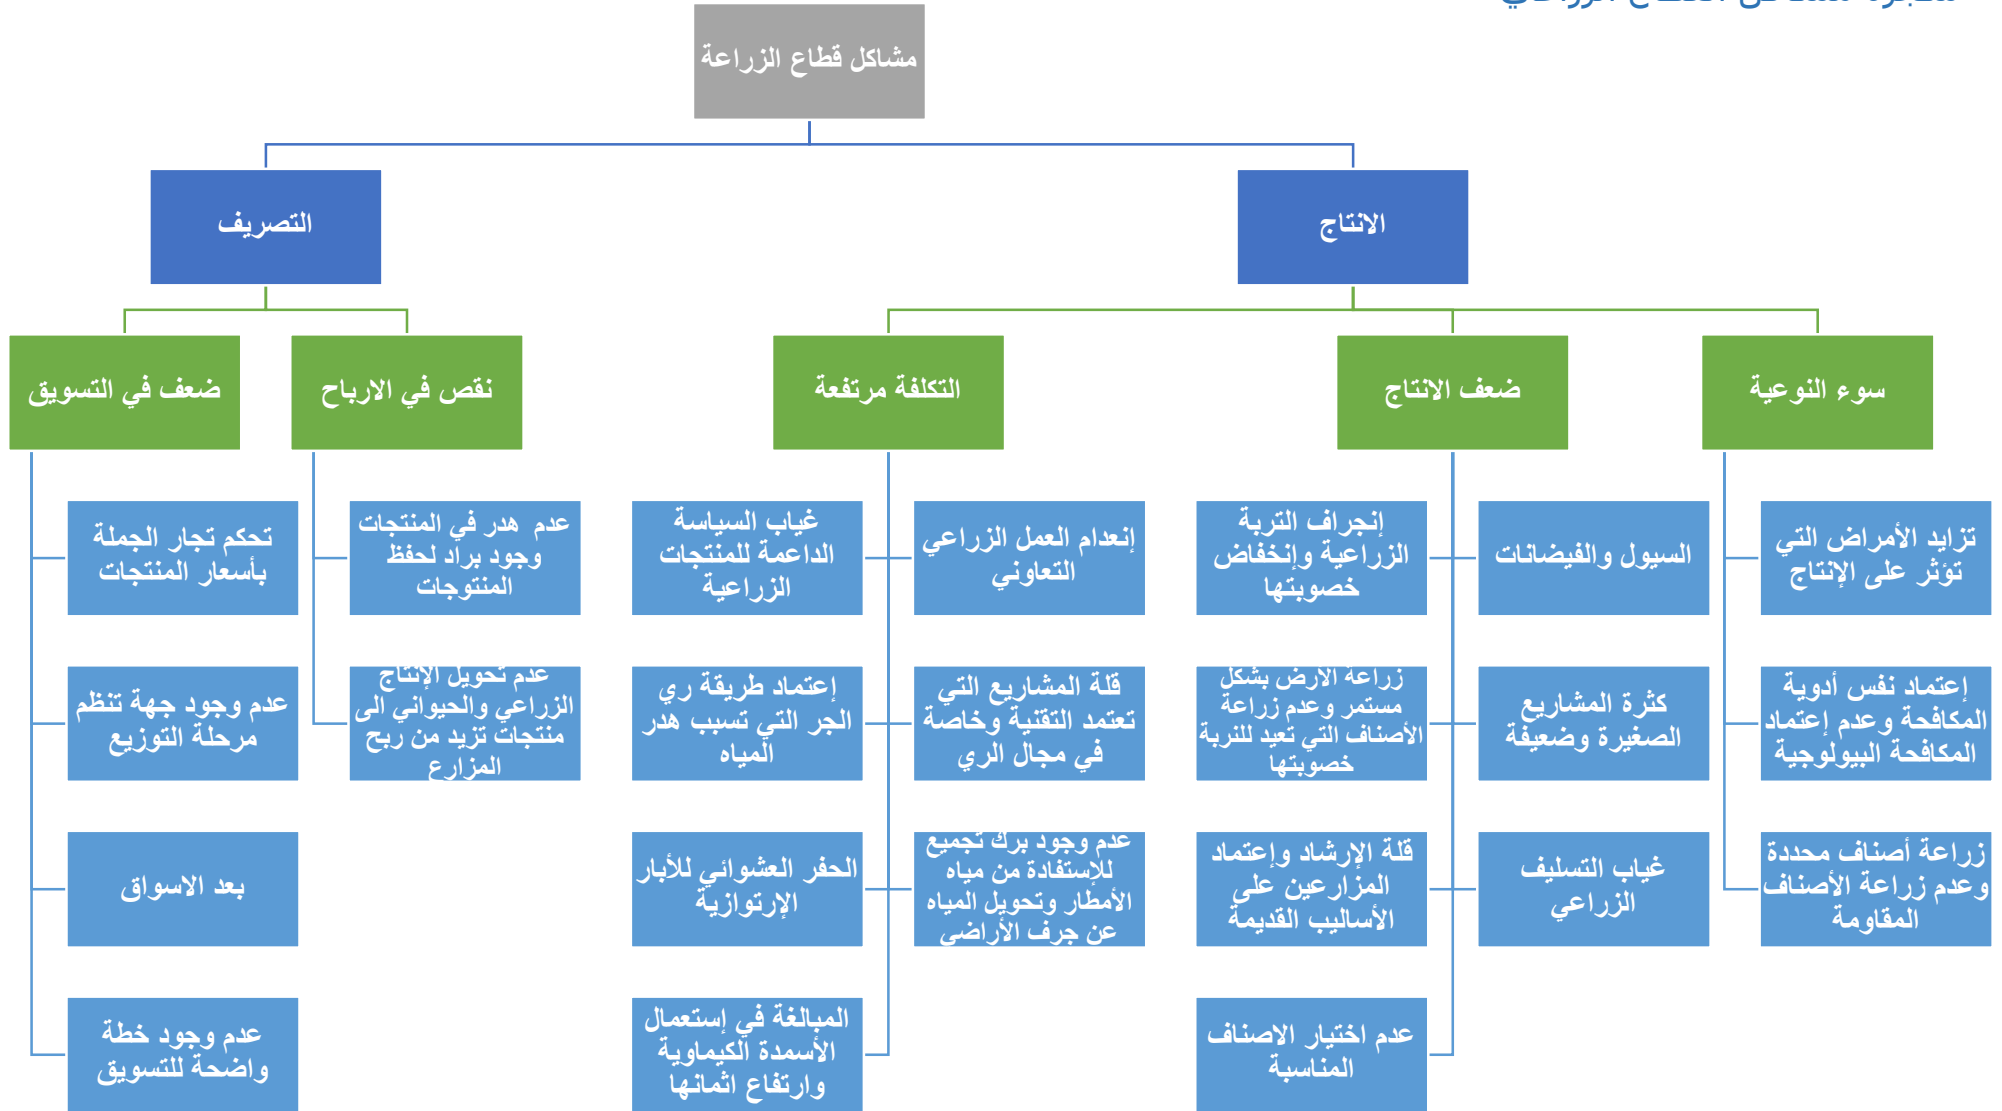 مشاكل قطاع الزراعة
الانتاج
التصريف
سوء النوعية
ضعف الانتاج
التكلفة مرتفعة
نقص في الارباح
ضعف في التسويق
تزايد الأمراض التي
تؤثر على الإنتاج
إعتماد نفس أدوية
المكافحة وعدم إعتماد
المكافحة البيولوجية
زراعة أصناف محددة
وعدم زراعة الأصناف
المقاومة
السيول والفيضانات
إنجراف التربة
الزراعية وإنخفاض
خصوبتها
كثرة المشاريع
الصغيرة وضعيفة
زراعة الارض بشكل
مستمر وعدم زراعة
الأصناف التي تعيد للتربة
خصوبتها
غياب التسليف
الزراعي
قلة الإرشاد وإعتماد
المزارعين على
الأساليب القديمة
عدم اختيار الاصناف
المناسبة
إنعدام العمل الزراعي
التعاوني
غياب السياسة
الداعمة للمنتجات
الزراعية
قلة المشاريع التي
تعتمد التقنية وخاصة
في مجال الري
إعتماد طريقة ري
الجر التي تسبب هدر
المياه
عدم وجود برك تجميع
للإستفادة من مياه
الأمطار وتحويل المياه
عن جرف الأراضي
الحفر العشوائي للأبار
الإرتوازية
المبالغة في إستعمال
الأسمدة الكيماوية
وارتفاع اثمانها
عدم هدر في المنتجات
وجود براد لحفظ
المنتوجات
عدم تحويل الإنتاج
الزراعي والحيواني الى
منتجات تزيد من ربح
المزارع
تحكم تجار الجملة
بأسعار المنتجات
عدم وجود جهة تنظم
مرحلة التوزيع
بعد الاسواق
عدم وجود خطة
واضحة للتسويق